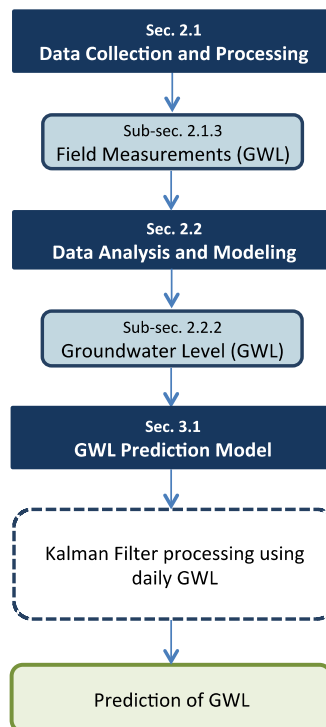 Sec. 2.1
Data Collection and Processing
Sub-sec. 2.1.3
Field Measurements (GWL)
Sec. 2.2
Data Analysis and Modeling
Sub-sec. 2.2.2
Groundwater Level (GWL)
Sec. 3.1
GWL Prediction Model
Kalman Filter processing using
daily GWL
Prediction of GWL